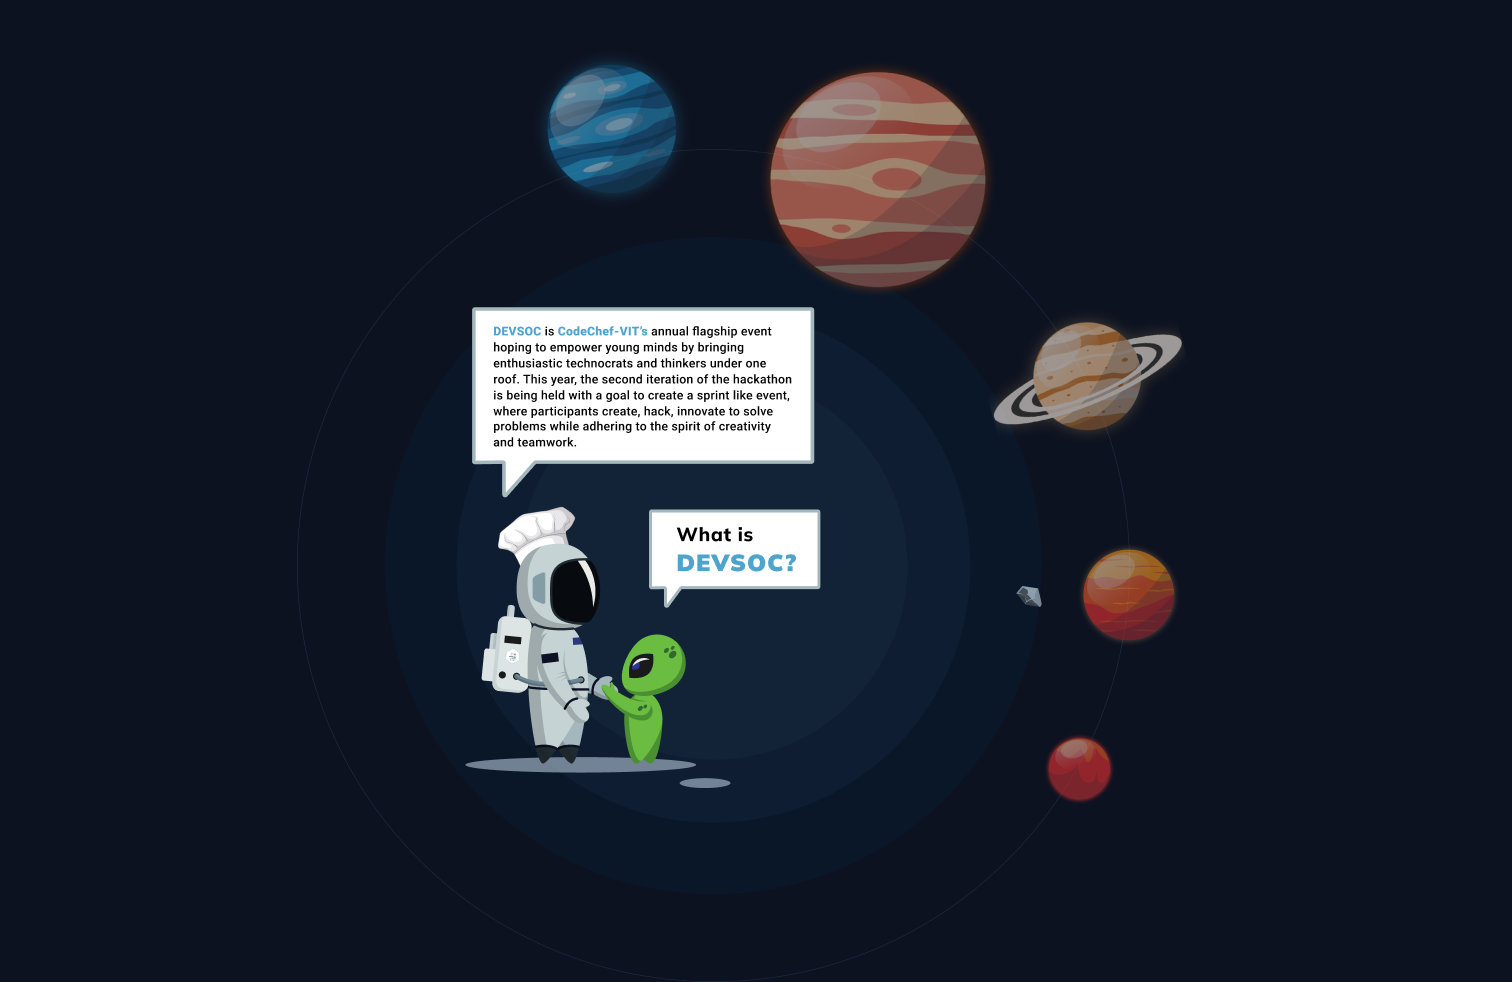 DEVSOC is CodeChef-VIT's annual flagship event
hoping to empower young minds by bringing
enthusiastic technocrats and thinkers under one
roof. This year, the second iteration of the hackathon
is being held with a goal to create a sprint like event,
where participants create, hack, innovate to solve
problems while adhering to the spirit of creativity
and teamwork.
What is
DEVSOC?